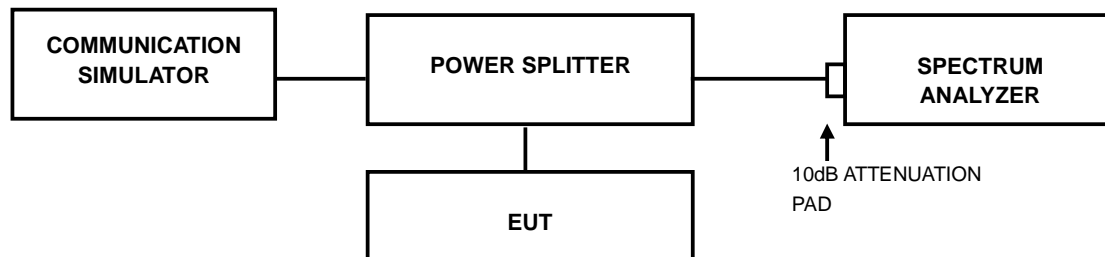 COMMUNICATION
SIMULATOR
POWER SPLITTER
SPECTRUM
ANALYZER
10dB ATTENUATION
PAD
EUT